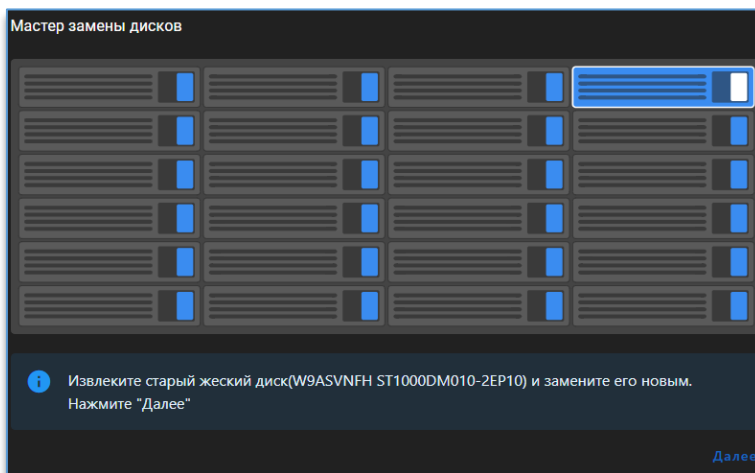 Мастер замены дисков
Извлеките старый жеский диск(W9ASVNFH ST1000DM010-2EP10) и замените его новым.
Нажмите "Далее"
Далее